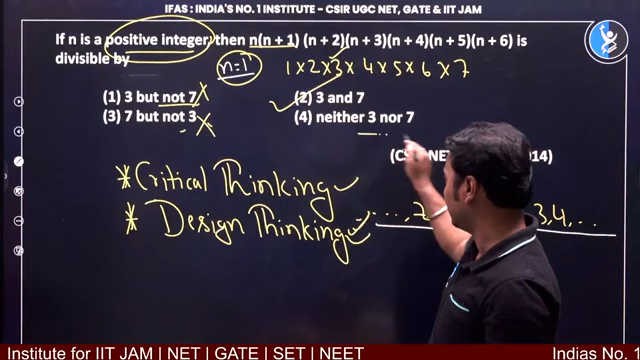 IFAS: INDIA'S NO. 1 INSTITUTE - CSIR UGC NET, GATE & IIT JAM
If n is a positive integer then n(n + 1) (n + 2)(n + 3)(n + 4)(n + 5)(n + 6) is
divisible by
n=1
1×2×3×4×5×6×7
(1) 3 but not 7
(2) 3 and 7
(3) 7 but not 3
(4) neither 3 nor 7
2014)
*Critical Thinking
* Design Thinking
3,4,...
Institute for IIT JAM | NET | GATE | SET | NEET
Indias No. 1